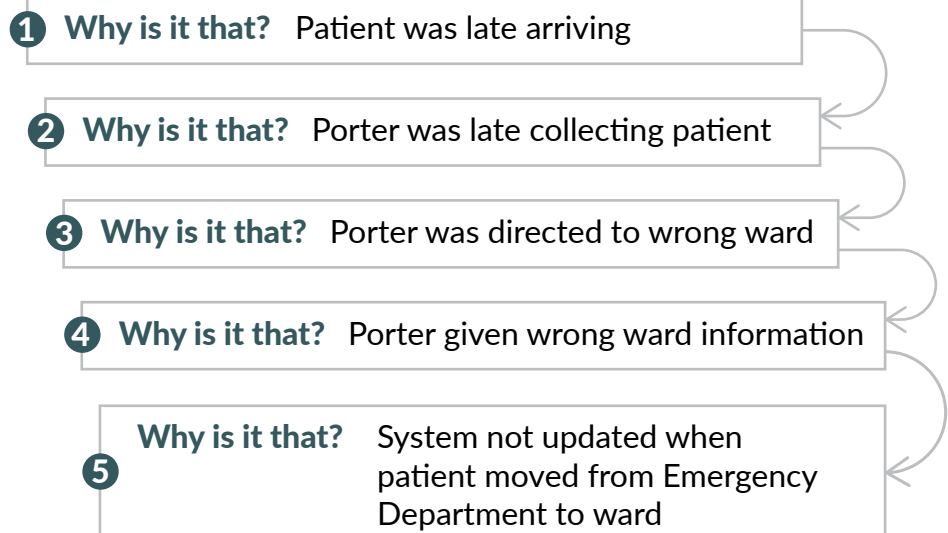 1 Why is it that? Patient was late arriving
2 Why is it that? Porter was late collecting patient
3 Why is it that? Porter was directed to wrong ward
4 Why is it that? Porter given wrong ward information
5 Why is it that? System not updated when
patient moved from Emergency
Department to ward